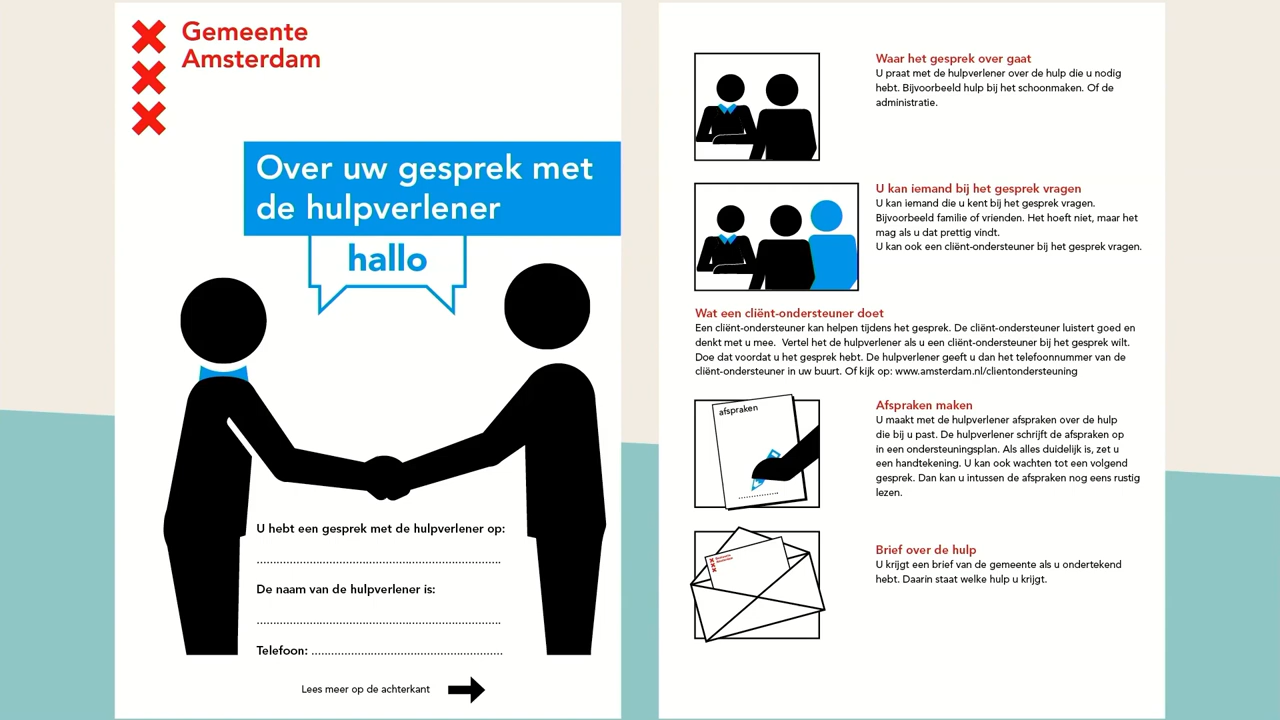 Gemeente
Amsterdam
Over uw gesprek met
de hulpverlener
hallo
U hebt een gesprek met de hulpverlener op:
De naam van de hulpverlener is:
Telefoon:
Lees meer op de achterkant
Waar het gesprek over gaat
U praat met de hulpverlener over de hulp die u nodig
hebt. Bijvoorbeeld hulp bij het schoonmaken. Of de
administratie.
U kan iemand bij het gesprek vragen
U kan iemand die u kent bij het gesprek vragen.
Bijvoorbeeld familie of vrienden. Het hoeft niet, maar het
mag als u dat prettig vindt.
U kan ook een cliënt-ondersteuner bij het gesprek vragen.
Wat een cliënt-ondersteuner doet
Een cliënt-ondersteuner kan helpen tijdens het gesprek. De cliënt-ondersteuner luistert goed en
denkt met u mee. Vertel het de hulpverlener als u een cliënt-ondersteuner bij het gesprek wilt.
Doe dat voordat u het gesprek hebt. De hulpverlener geeft u dan het telefoonnummer van de
cliënt-ondersteuner in uw buurt. Of kijk op: www.amsterdam.nl/clientondersteuning
afspraken
Afspraken maken
U maakt met de hulpverlener afspraken over de hulp
die bij u past. De hulpverlener schrijft de afspraken op
in een ondersteuningsplan. Als alles duidelijk is, zet u
een handtekening. U kan ook wachten tot een volgend
gesprek. Dan kan u intussen de afspraken nog eens rustig
lezen.
Gemeente
Amsterdam
Brief over de hulp
U krijgt een brief van de gemeente als u ondertekend
hebt. Daarin staat welke hulp u krijgt.